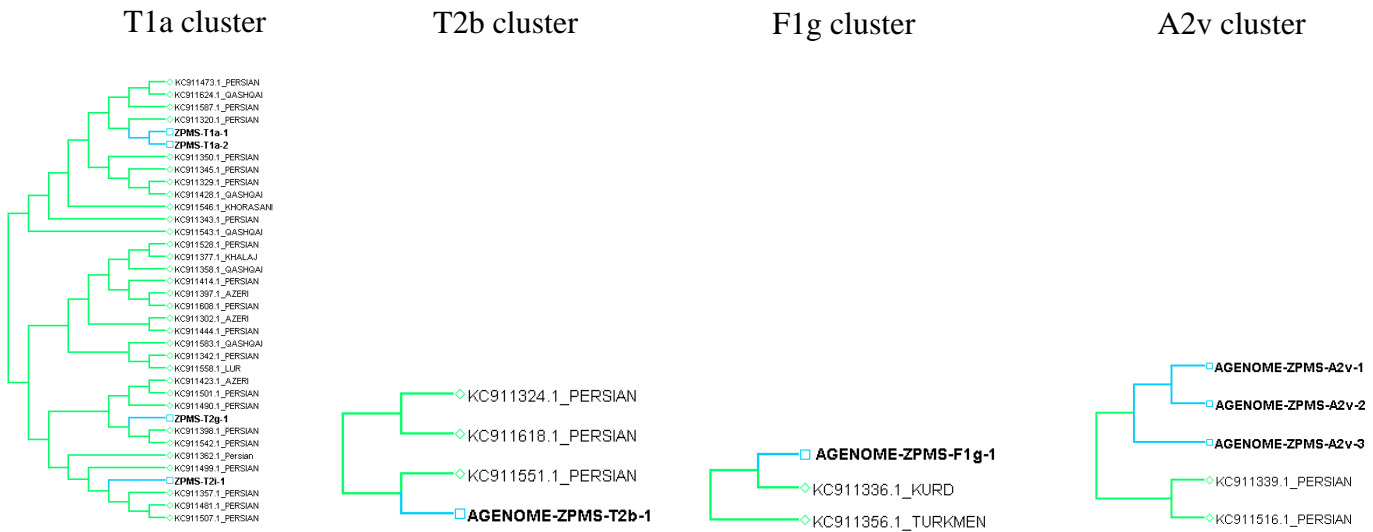 T1a cluster
T2b cluster
F1g cluster
A2v cluster
KC911473.1_PERSIAN
KC911624.1_QASHQAI
KC911587.1_PERSIAN
KC911320.1_PERSIAN
ZPMS-T1a-1
ZPMS-T1a-2
KC911350.1_PERSIAN
KC911345.1_PERSIAN
KC911329.1_PERSIAN
KC911428.1_QASHQAI
KC911546.1_KHORASANI
KC911343.1_PERSIAN
KC911543.1_QASHQAI
KC911528.1_PERSIAN
KC911377.1_KHALAJ
KC911358.1_QASHQAI
KC911414.1_PERSIAN
KC911397.1_AZERI
KC911608.1_PERSIAN
KC911302.1_AZERI
KC911444.1_PERSIAN
KC911583.1_QASHQAI
KC911342.1_PERSIAN
KC911558.1_LUR
KC911423.1_AZERI
KC911501.1_PERSIAN
KC911490.1_PERSIAN
ZPMS-T2g-1
KC911398.1_PERSIAN
KC911542.1_PERSIAN
KC911362.1_Persian
KC911499.1_PERSIAN
ZPMS-T2i-1
KC911357.1_PERSIAN
KC911481.1_PERSIAN
KC911507.1_PERSIAN
KC911324.1_PERSIAN
KC911618.1_PERSIAN
KC911551.1_PERSIAN
AGENOME-ZPMS-T2b-1
AGENOME-ZPMS-F1g-1
KC911336.1_KURD
KC911356.1_TURKMEN
AGENOME-ZPMS-A2v-1
AGENOME-ZPMS-A2v-2
AGENOME-ZPMS-A2v-3
KC911339.1_PERSIAN
KC911516.1_PERSIAN